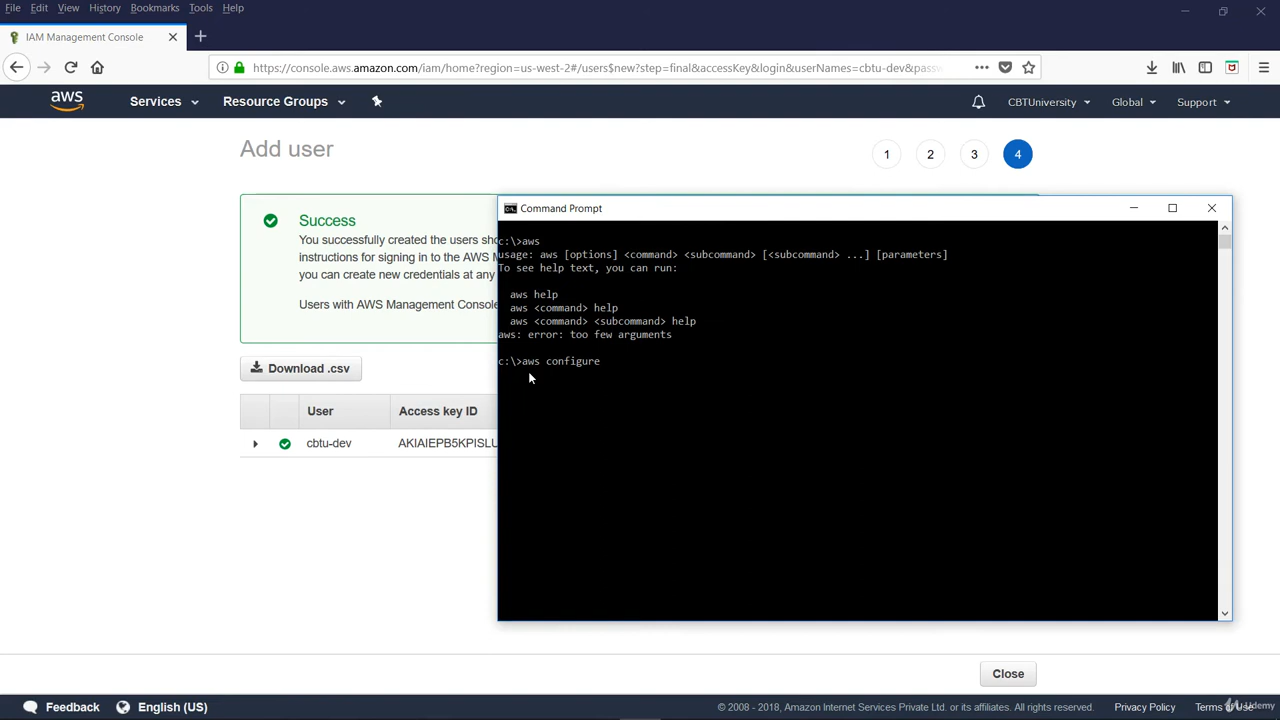 File Edit View History Bookmarks Tools Help
IAM Management Console
https://console.aws.amazon.com/iam/home?region=us-west-2#/users$new?step=final&accessKey&login&userNames=cbtu-dev&passw
aws Services Resource Groups CBTUniversity Global Support
Add user
1 2 3 4
Success
You successfully created the users sho
instructions for signing in to the AWS M
you can create new credentials at any
Users with AWS Management Console
Download .csv
User Access key ID
cbtu-dev AKIAIEPB5KPISLU
Command Prompt
c:\>aws
usage: aws [options] <command> <subcommand> [<subcommand> ...] [parameters]
To see help text, you can run:
aws help
aws <command> help
aws <command> <subcommand> help
aws: error: too few arguments
c:\>aws configure
Close
Feedback English (US) © 2008 - 2018, Amazon Internet Services Private Ltd. or its affiliates. All rights reserved. Privacy Policy Terms of Use
Udemy